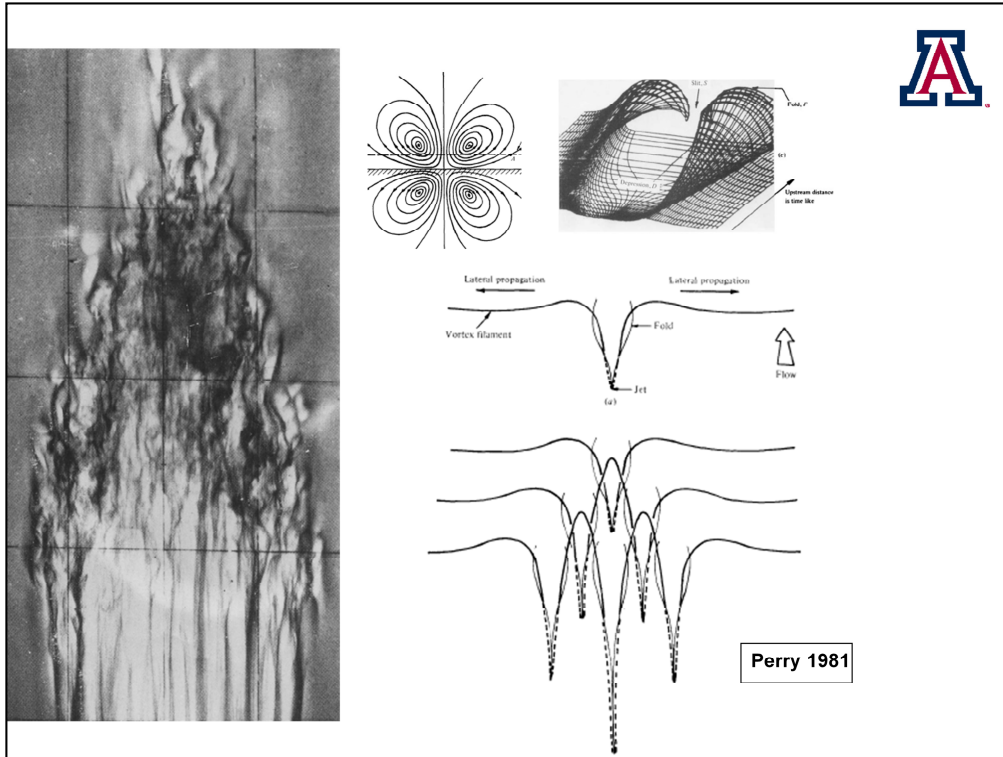 A
Slit, S
Fold, F
(c)
Depression, D
Upstream distance
is time like
A
Lateral propagation
Lateral propagation
Vortex filament
Fold
Flow
Jet
(a)
Perry 1981